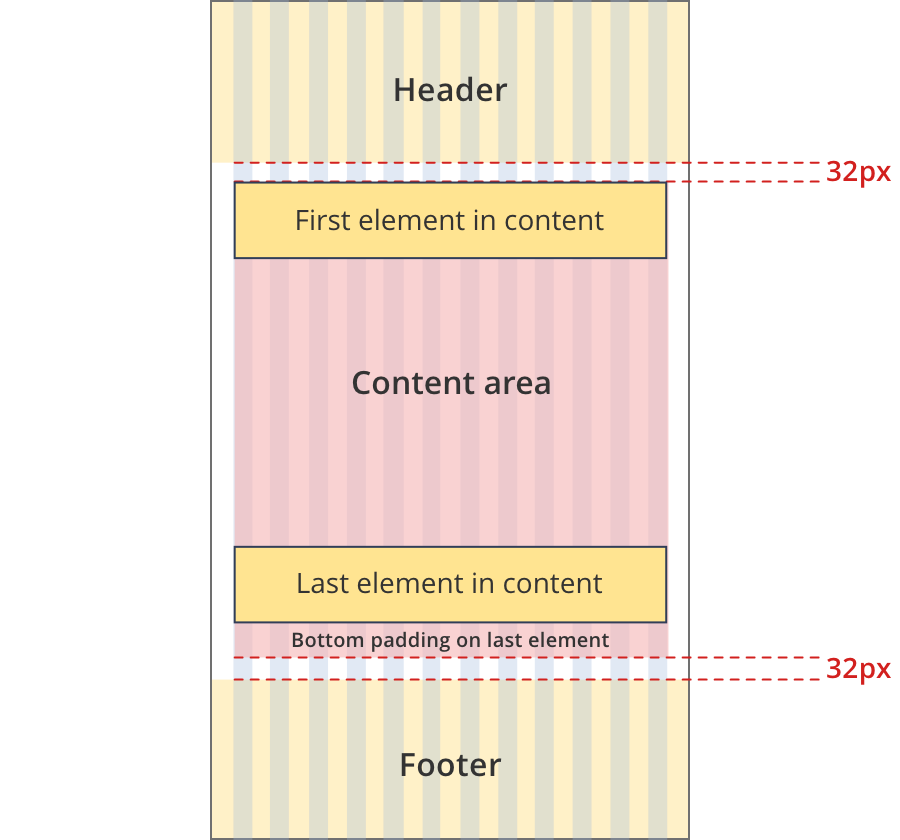 Header
32px
First element in content
Content area
Last element in content
Bottom padding on last element
32px
Footer